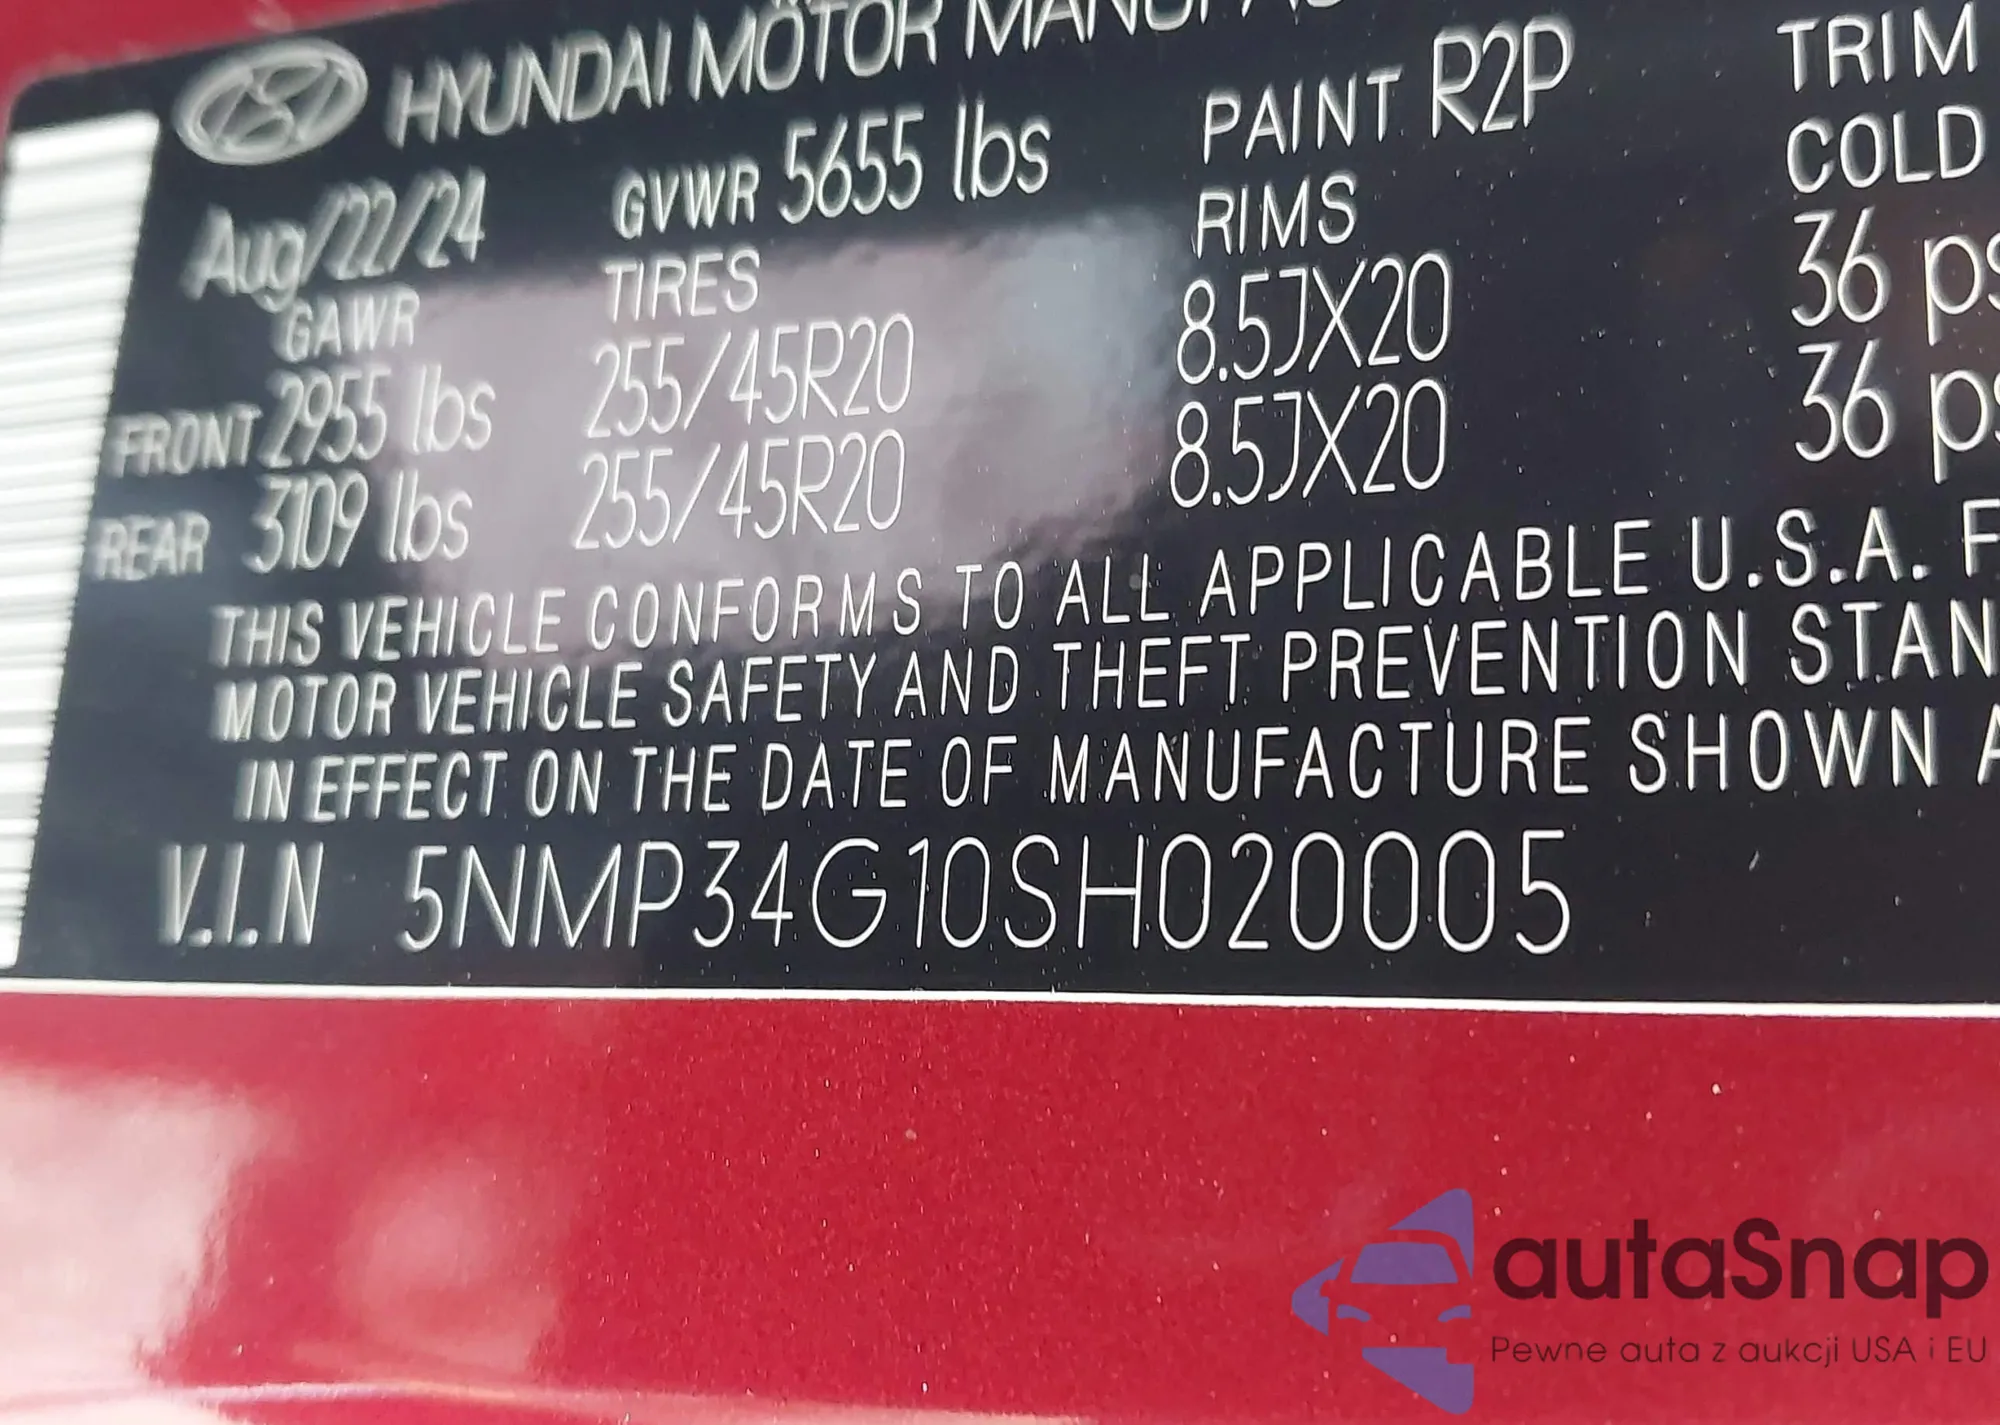 HYUNDAI MOTOR
Aug/22/24 GVWR 5655 lbs PAINT R2P TRIM
GAWR TIRES RIMS COLD
FRONT 2955 lbs 255/45R20 8.5JX20 36
REAR 3109 lbs 255/45R20 8.5JX20 36
THIS VEHICLE CONFORMS TO ALL APPLICABLE U.S.A.
MOTOR VEHICLE SAFETY AND THEFT PREVENTION
IN EFFECT ON THE DATE OF MANUFACTURE SHOWN
V.I.N 5NMP34G10SH020005
autaSnap
Pewne auta z aukcji USA i EU